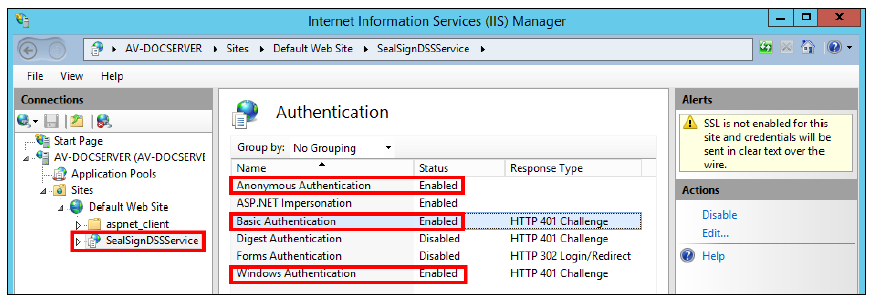 Internet Information Services (IIS) Manager
AV-DOCSERVER Sites Default Web Site SealSignDSSService
File View Help
Connections
Start Page
AV-DOCSERVER (AV-DOCSERVE
Application Pools
Sites
Default Web Site
aspnet_client
SealSignDSSService
Authentication
Group by: No Grouping
Name Status Response Type
Anonymous Authentication Enabled
ASP.NET Impersonation Enabled
Basic Authentication Enabled HTTP 401 Challenge
Digest Authentication Disabled HTTP 401 Challenge
Forms Authentication Disabled HTTP 302 Login/Redirect
Windows Authentication Enabled HTTP 401 Challenge
Alerts
SSL is not enabled for this
site and credentials will be
sent in clear text over the
wire.
Actions
Disable
Edit...
Help